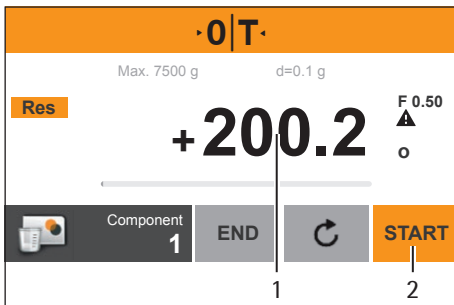 0|T
Max. 7500 g d=0.1 g
Res +200.2 F 0.50
o
Component 1 END START
1 2